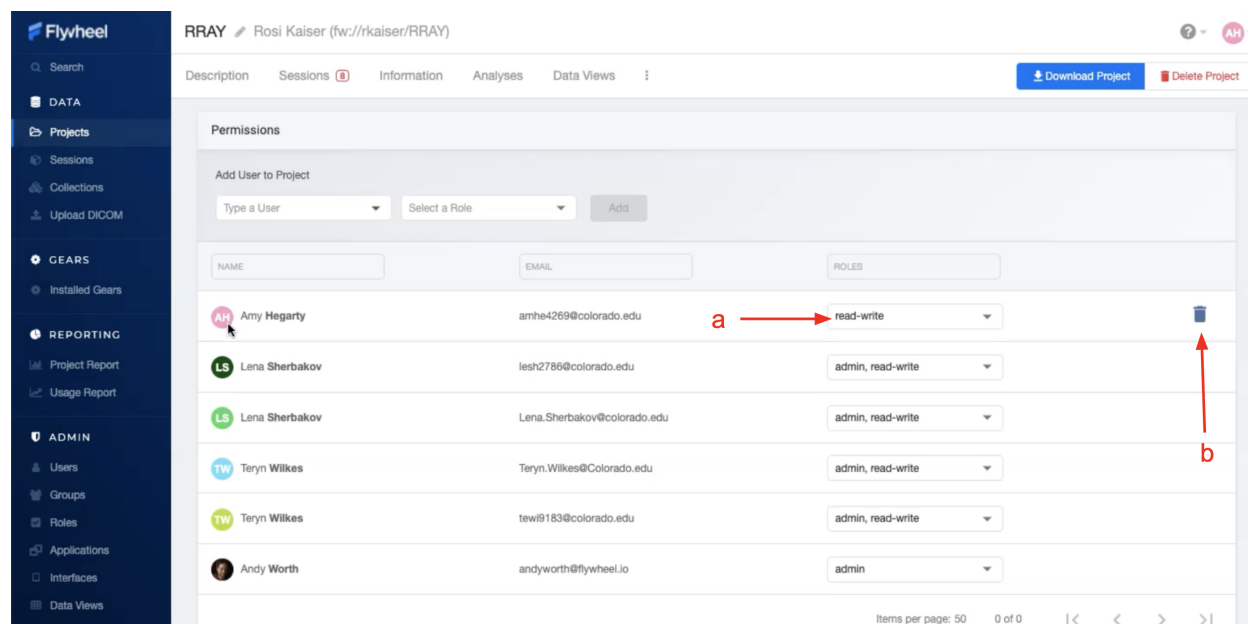 Flywheel
RRAY Rosi Kaiser (fw://rkaiser/RRAY)
? AH
Search
Description Sessions 6 Information Analyses Data Views
Download Project Delete Project
DATA
Projects
Sessions
Collections
Upload DICOM
GEARS
Installed Gears
REPORTING
Project Report
Usage Report
ADMIN
Users
Groups
Roles
Applications
Interfaces
Data Views
Permissions
Add User to Project
Type a User Select a Role Add
NAME EMAIL ROLES
AH Amy Hegarty amhe4269@colorado.edu a read-write
LS Lena Sherbakov lesh2786@colorado.edu admin, read-write
LS Lena Sherbakov Lena.Sherbakov@colorado.edu admin, read-write
b
TW Teryn Wilkes Teryn.Wilkes@Colorado.edu admin, read-write
TW Teryn Wilkes tewi9183@colorado.edu admin, read-write
Andy Worth andyworth@flywheel.io admin
Items per page: 50 0 of 0